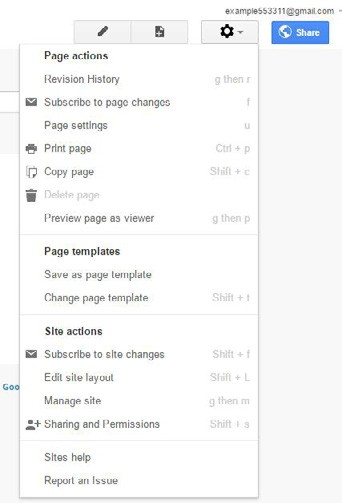 example553311@gmail.com
Share
Page actions
Revision History g then r
Subscribe to page changes f
Page settings u
Print page Ctrl + p
Copy page Shift + c
Delete page
Preview page as viewer g then p
Page templates
Save as page template
Change page template Shift + t
Site actions
Subscribe to site changes Shift + f
Edit site layout Shift + L
Goo
Manage site g then m
Sharing and Permissions Shift + s
Sites help
Report an Issue